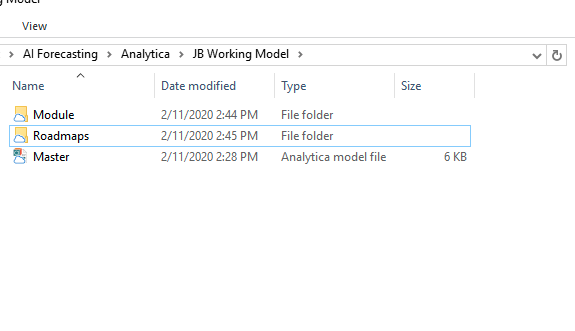 g Model
View
AI Forecasting > Analytica > JB Working Model >
Name Date modified Type Size
Module 2/11/2020 2:44 PM File folder
Roadmaps 2/11/2020 2:45 PM File folder
Master 2/11/2020 2:28 PM Analytica model file 6 KB